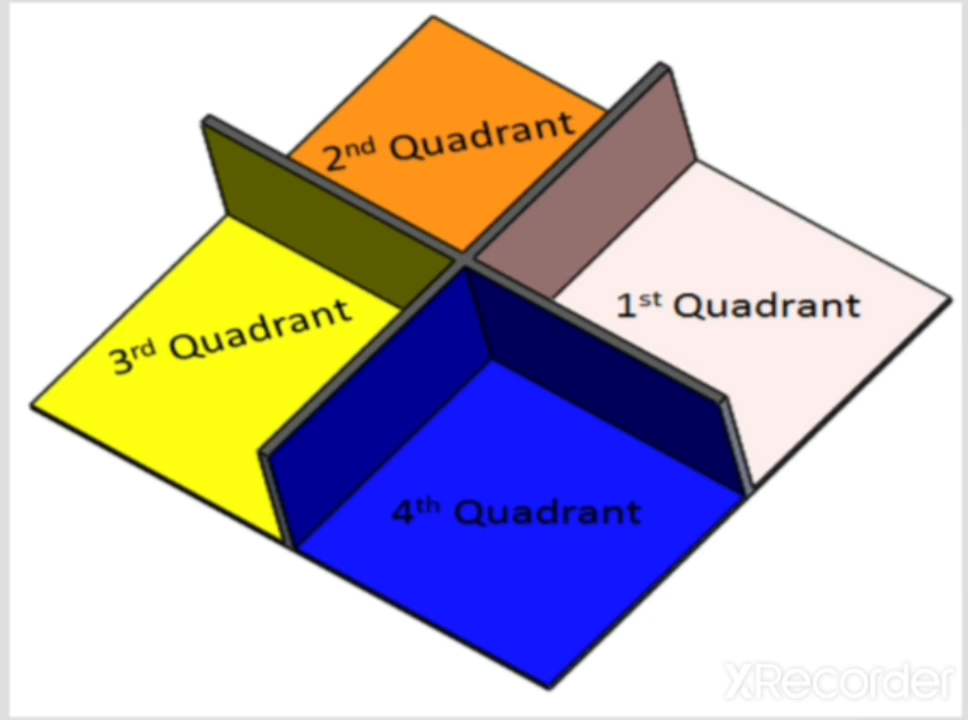 2nd Quadrant
1st Quadrant
3rd Quadrant
4th Quadrant
XRecorder